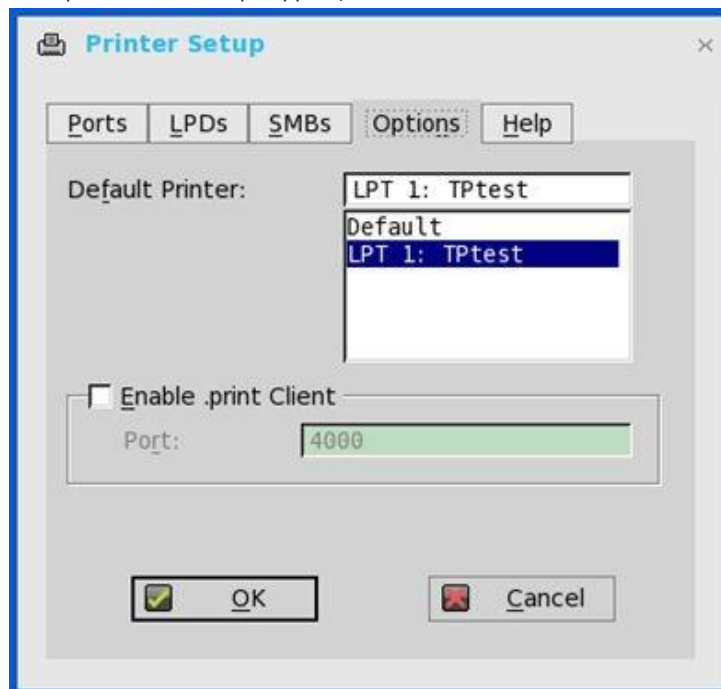 Printer Setup
Ports LPDs SMBs Options Help
Default Printer: LPT 1: TPtest
Default
LPT 1: TPtest
Enable .print Client
Port: 4000
OK Cancel